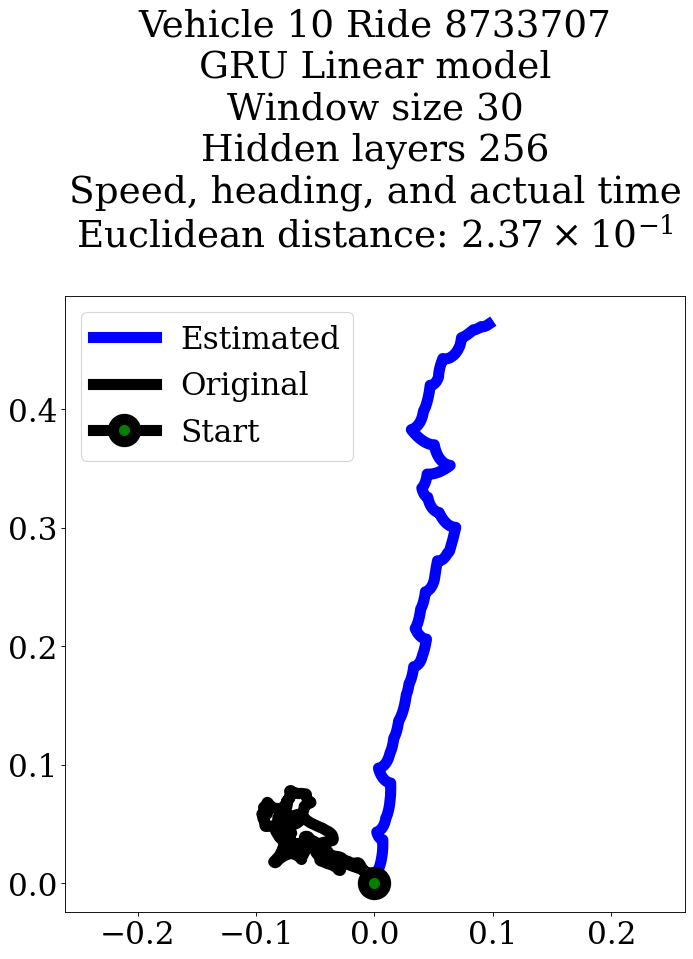 Vehicle 10 Ride 8733707
GRU Linear model
Window size 30
Hidden layers 256
Speed, heading, and actual time
Euclidean distance: 2.37 × 10⁻¹
Estimated
Original
Start
0.4
0.3
0.2
0.1
0.0
−0.2
−0.1
0.0
0.1
0.2